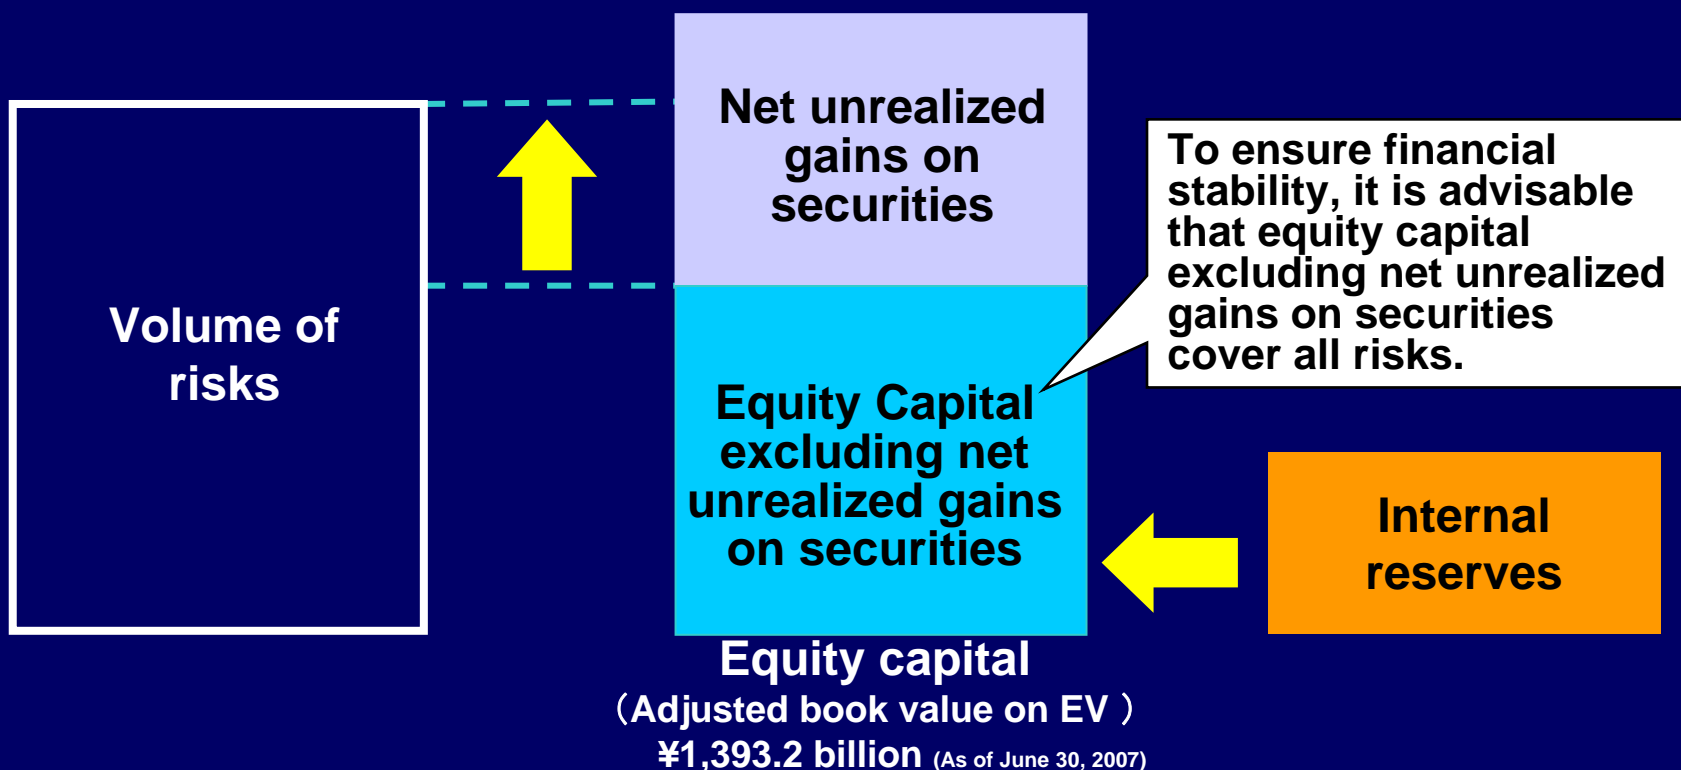 Net unrealized
gains on
securities
To ensure financial
stability, it is advisable
that equity capital
excluding net unrealized
gains on securities
cover all risks.
Volume of
risks
Equity Capital
excluding net
unrealized gains
on securities
Internal
reserves
Equity capital
（Adjusted book value on EV ）
¥1,393.2 billion (As of June 30, 2007)